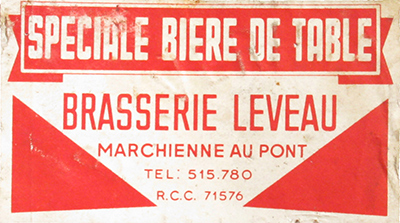 SPECIALE BIERE DE TABLE
BRASSERIE LEVEAU
MARCHIENNE AU PONT
TEL: 515.780
R.C.C. 71576